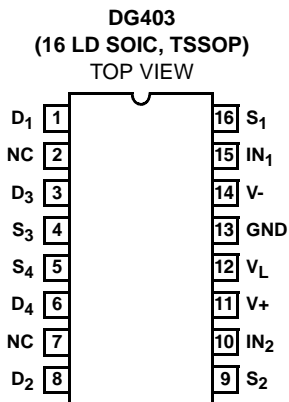 DG403
(16 LD SOIC, TSSOP)
TOP VIEW
D1 1 16 S1
NC 2 15 IN1
D3 3 14 V-
S3 4 13 GND
S4 5 12 VL
D4 6 11 V+
NC 7 10 IN2
D2 8 9 S2